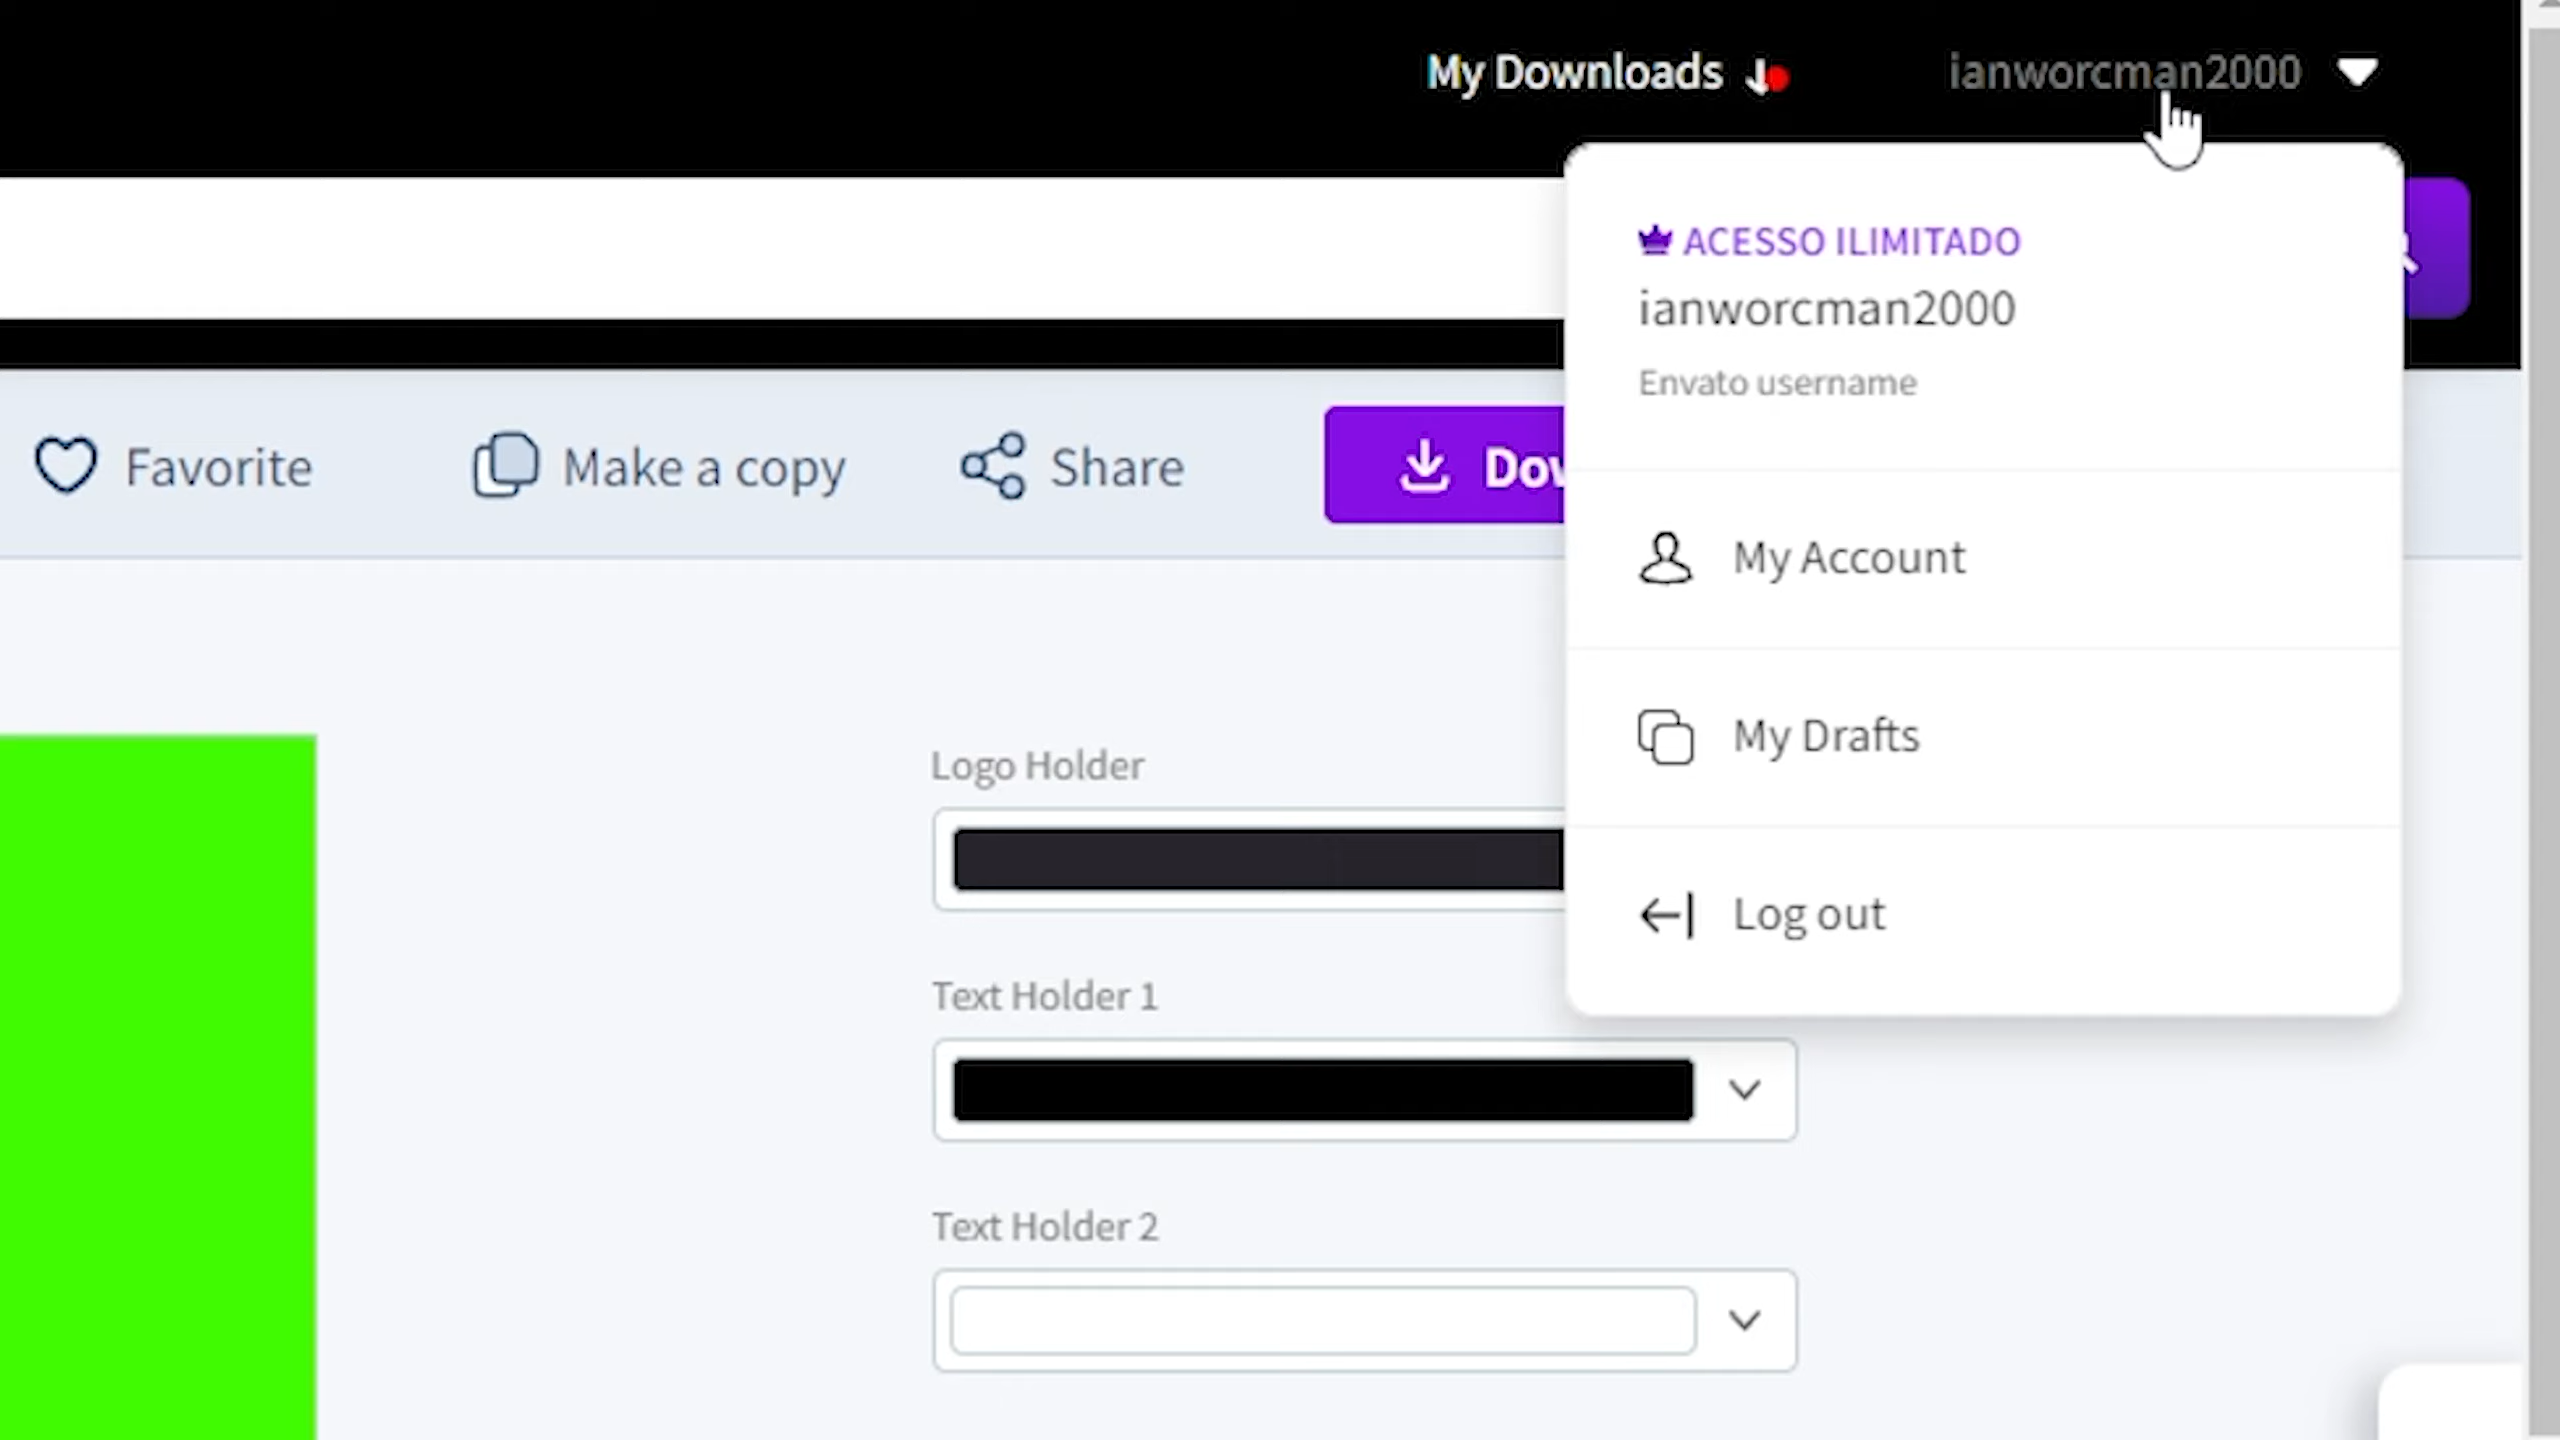 My Downloads
ianworcman2000
ACESSO ILIMITADO
ianworcman2000
Envato username
Favorite
Make a copy
Share
My Account
My Drafts
Log out
Logo Holder
Text Holder 1
Text Holder 2